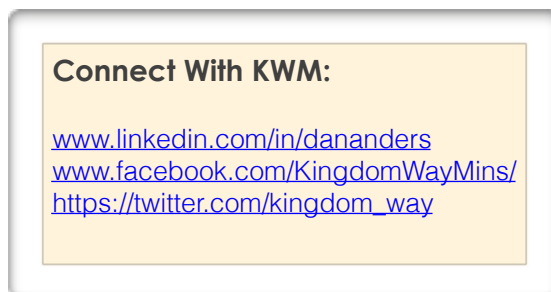 Connect With KWM:
www.linkedin.com/in/dananders
www.facebook.com/KingdomWayMins/
https://twitter.com/kingdom_way